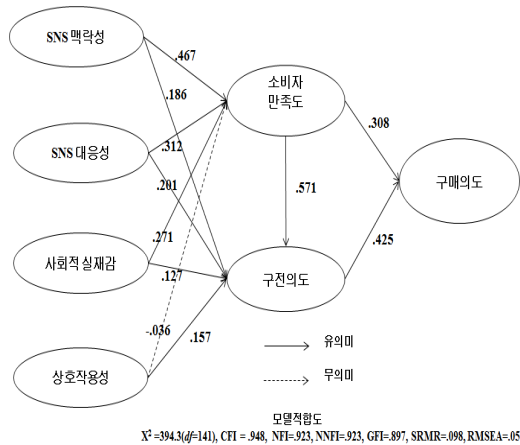 SNS 맥락성
.467
.186
소비자
만족도
.308
SNS 대응성
.312
.201
.571
구매의도
.425
사회적 실재감
.271
.127
구전의도
-.036
.157
상호작용성
유의미
무의미
모델적합도
X²=394.3(df=141), CFI = .948, NFI=.923, NNFI=.923, GFI=.897, SRMR=.098, RMSEA=.05